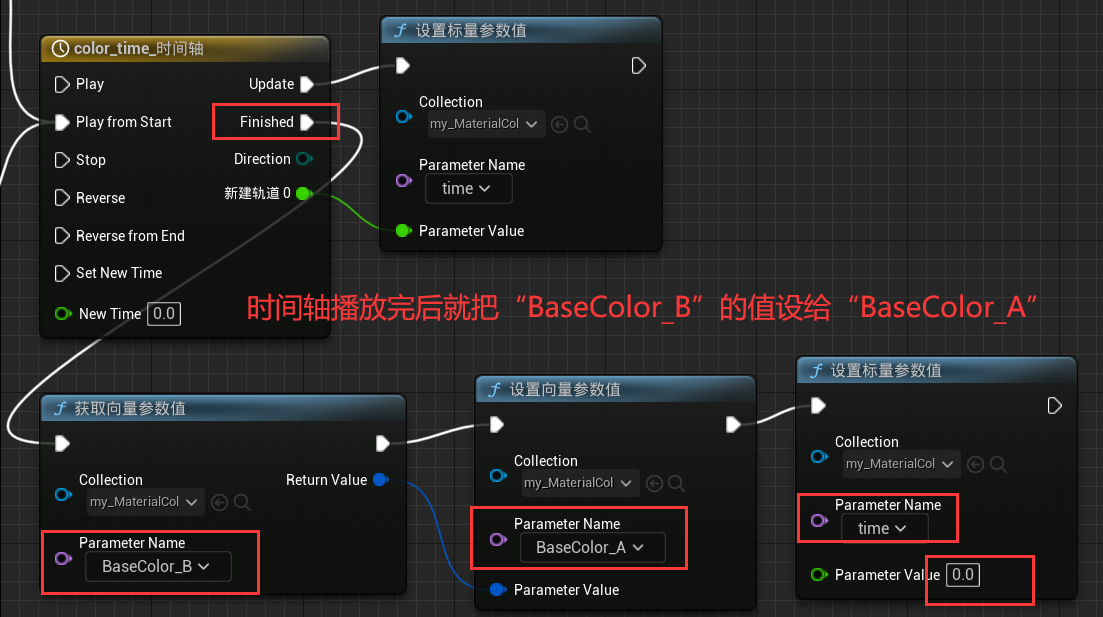 color_time_时间轴
Play
Update
Play from Start
Finished
Stop
Direction
Reverse
新建轨道 0
Reverse from End
Set New Time
New Time 0.0
设置标量参数值
Collection
my_MaterialCol
Parameter Name
time
Parameter Value
时间轴播放完后就把“BaseColor_B”的值设给“BaseColor_A”
获取向量参数值
Collection
my_MaterialCol
Return Value
Parameter Name
BaseColor_B
设置向量参数值
Collection
my_MaterialCol
Parameter Name
BaseColor_A
Parameter Value
设置标量参数值
Collection
my_MaterialCol
Parameter Name
time
Parameter Value 0.0